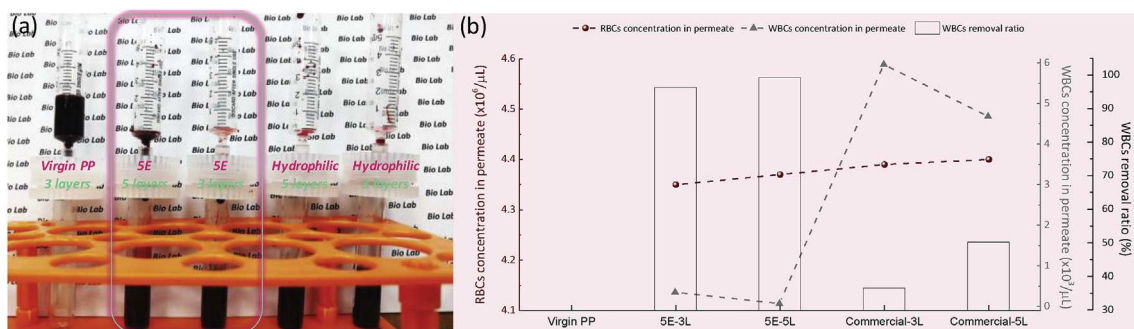 (a)
Bio Lab
Virgin PP
3 layers
5E
5 layers
5E
3 layers
Hydrophilic
5 layers
Hydrophilic
3 layers
(b)
RBCs concentration in permeate
WBCs concentration in permeate
WBCs removal ratio
RBCs concentration in permeate (x10⁶/μL)
4.6
4.5
4.4
4.3
4.2
4.1
Virgin PP
5E-3L
5E-5L
Commercial-3L
Commercial-5L
6
5
4
3
2
1
0
WBCs concentration in permeate (x10³/μL)
100
90
80
70
60
50
40
30
WBCs removal ratio (%)